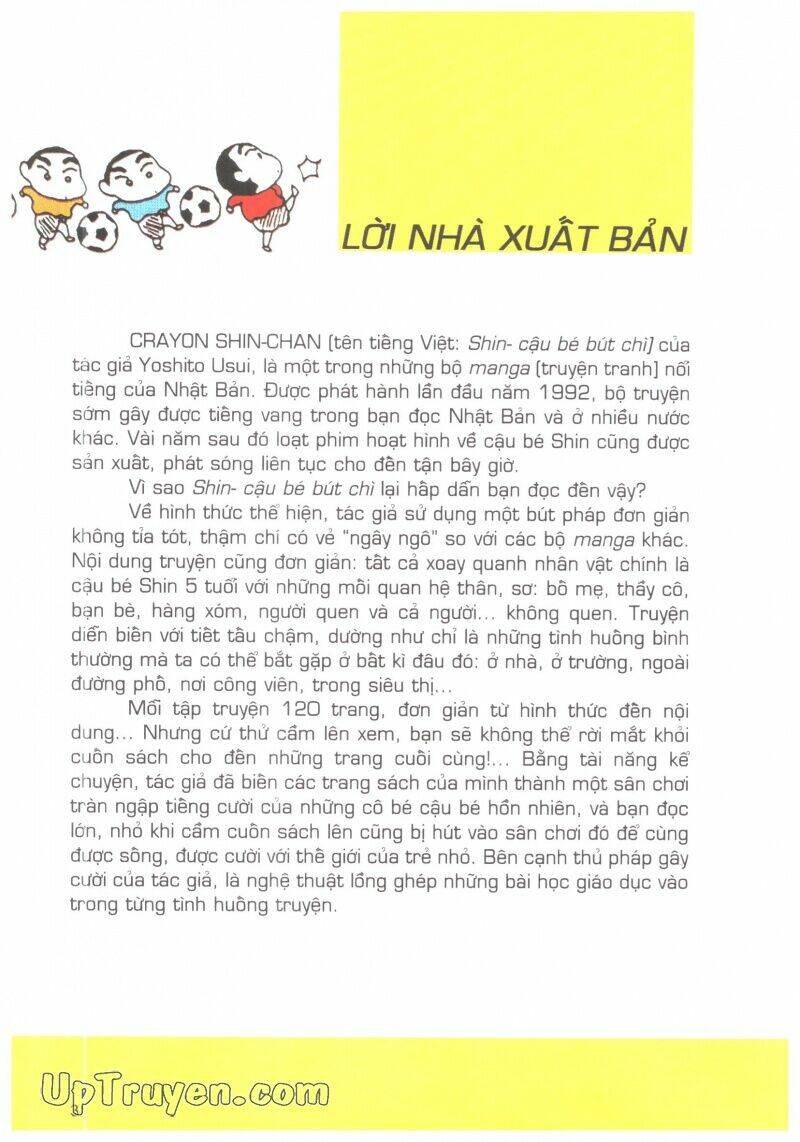 LỜI NHÀ XUẤT BẢN
CRAYON SHIN-CHAN (tên tiếng Việt: Shin- cậu bé bút chì) của
tác giả Yoshito Usui, là một trong những bộ manga (truyện tranh) nổi
tiếng của Nhật Bản. Được phát hành lần đầu năm 1992, bộ truyện
sớm gây được tiếng vang trong bạn đọc Nhật Bản và ở nhiều nước
khác. Vài năm sau đó loạt phim hoạt hình về cậu bé Shin cũng được
sản xuất, phát sóng liên tục cho đến tận bây giờ.
Vì sao Shin- cậu bé bút chì lại hấp dẫn bạn đọc đến vậy?
Về hình thức thể hiện, tác giả sử dụng một bút pháp đơn giản
không tỉa tót, thậm chí có vẻ "ngây ngô" so với các bộ manga khác.
Nội dung truyện cũng đơn giản: tất cả xoay quanh nhân vật chính là
cậu bé Shin 5 tuổi với những mối quan hệ thân, sơ: bố mẹ, thầy cô,
bạn bè, hàng xóm, người quen và cả người... không quen. Truyện
diễn biến với tiết tấu chậm, dường như chỉ là những tình huống bình
thường mà ta có thể bắt gặp ở bất kì đâu đó: ở nhà, ở trường, ngoài
đường phố, nơi công viên, trong siêu thị...
Mỗi tập truyện 120 trang, đơn giản từ hình thức đến nội
dung... Nhưng cứ thử cầm lên xem, bạn sẽ không thể rời mắt khỏi
cuốn sách cho đến những trang cuối cùng!... Bằng tài năng kể
chuyện, tác giả đã biến các trang sách của mình thành một sân chơi
tràn ngập tiếng cười của những cô bé cậu bé hồn nhiên, và bạn đọc
lớn, nhỏ khi cầm cuốn sách lên cũng bị hút vào sân chơi đó để cùng
được sống, được cười với thế giới của trẻ nhỏ. Bên cạnh thủ pháp gây
cười của tác giả, là nghệ thuật lồng ghép những bài học giáo dục vào
trong từng tình huống truyện.
UpTruyen.com